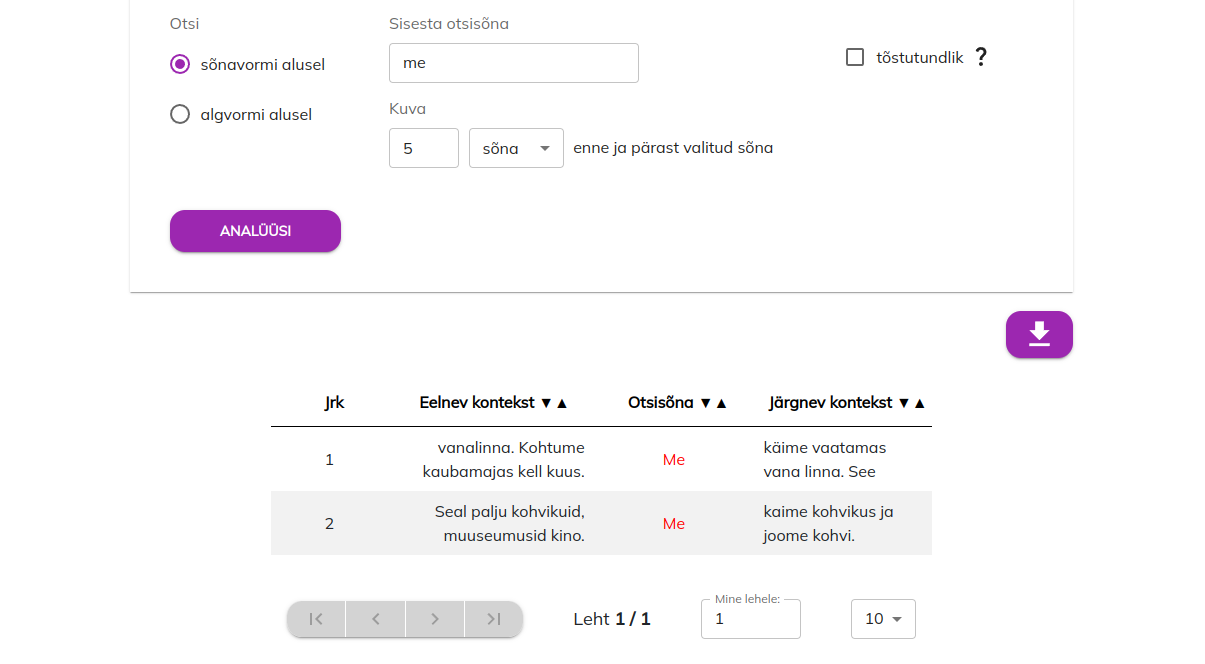 Otsi
sõnavormi alusel
algvormi alusel
Sisesta otsisõna
me
Kuva
5 sõna enne ja pärast valitud sõna
tõstutundlik ?
ANALÜÜSI
Jrk Eelnev kontekst ▼▲ Otsisõna ▼▲ Järgnev kontekst ▼▲
1 vanalinna. Kohtume kaubamajas kell kuus. Me käime vaatamas vana linna. See
2 Seal palju kohvikuid, muuseumusid kino. Me kaime kohvikus ja joome kohvi.
Leht 1 / 1
Mine lehele:
1
10